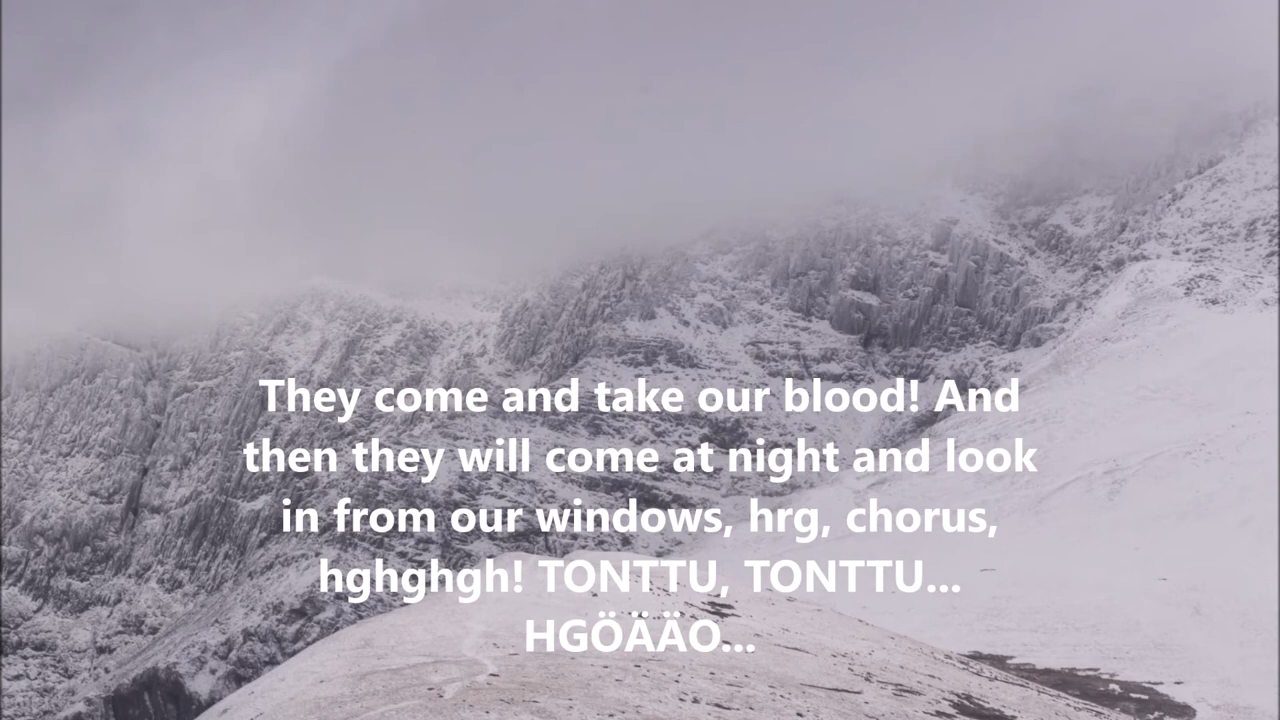 They come and take our blood! And
then they will come at night and look
in from our windows, hrg, chorus,
hghghgh! TONTTU, TONTTU...
HGÖÄÄO...